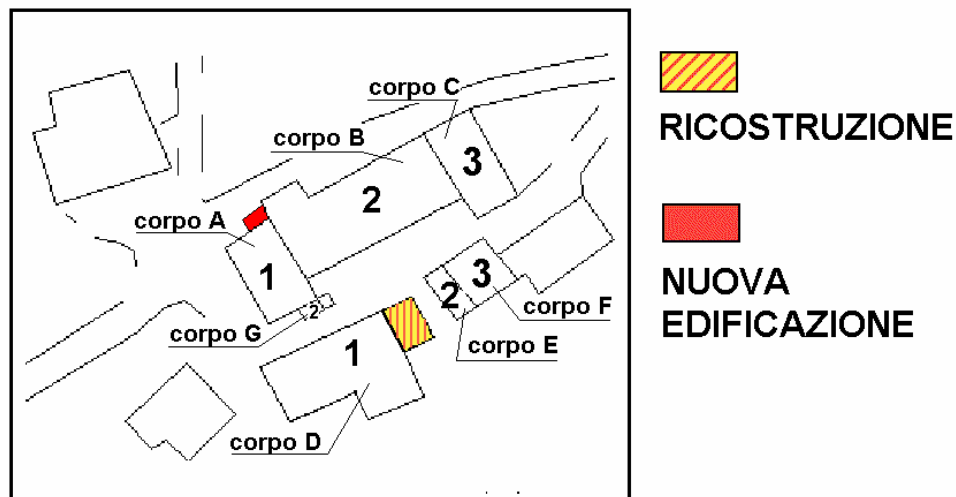 corpo C
corpo B
3
2
corpo A
1
3
2
2
corpo F
corpo G
1
corpo E
corpo D
RICOSTRUZIONE
NUOVA
EDIFICAZIONE